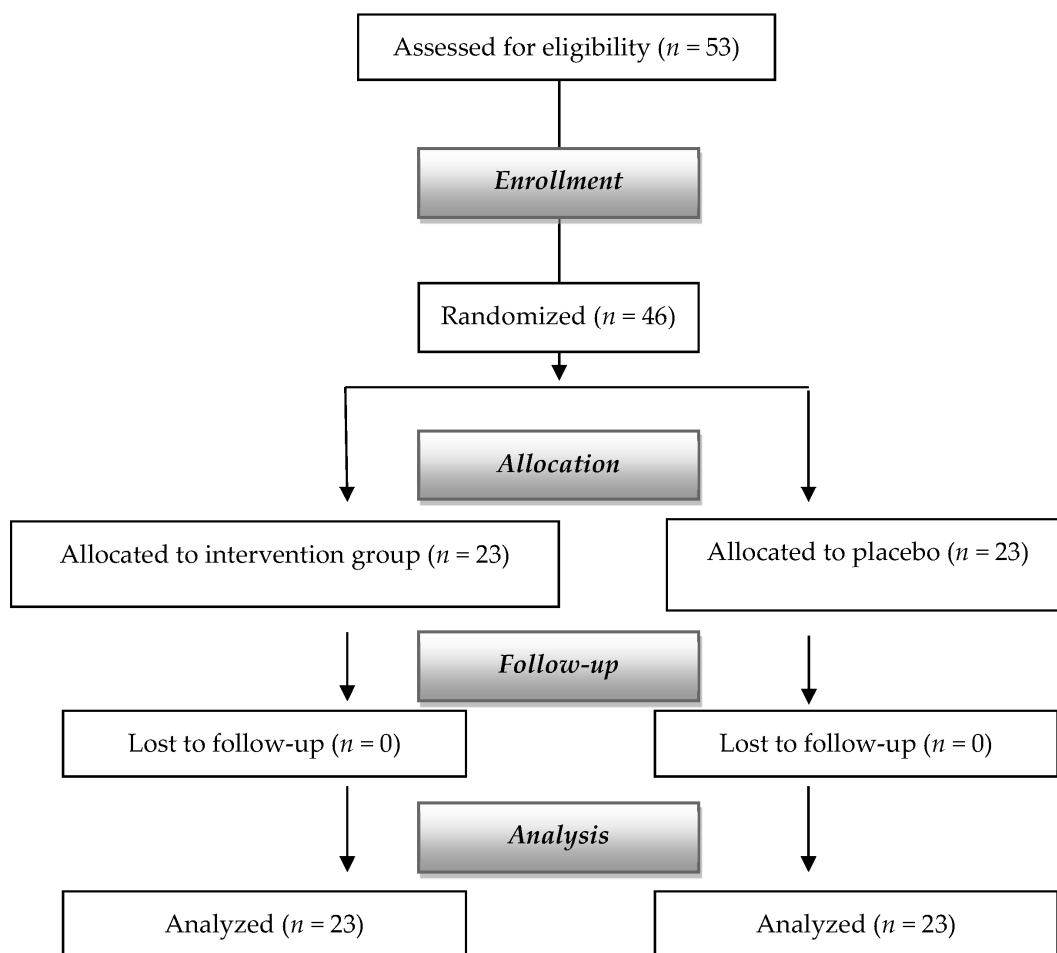 Assessed for eligibility (n = 53)
Enrollment
Randomized (n = 46)
Allocation
Allocated to intervention group (n = 23)
Allocated to placebo (n = 23)
Follow-up
Lost to follow-up (n = 0)
Lost to follow-up (n = 0)
Analysis
Analyzed (n = 23)
Analyzed (n = 23)